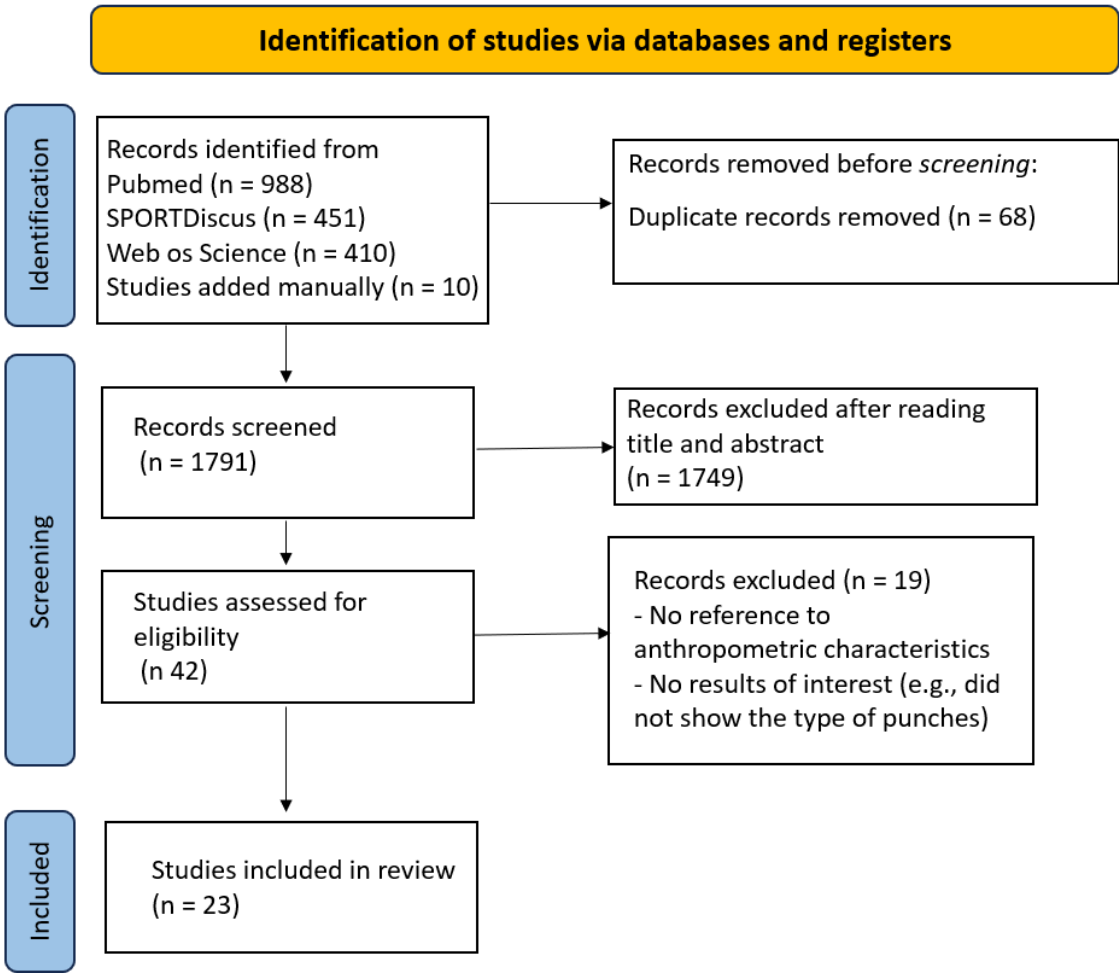 Identification of studies via databases and registers
Identification
Records identified from
Pubmed (n = 988)
SPORTDiscus (n = 451)
Web os Science (n = 410)
Studies added manually (n = 10)
Records removed before screening:
Duplicate records removed (n = 68)
Screening
Records screened
(n = 1791)
Records excluded after reading
title and abstract
(n = 1749)
Studies assessed for
eligibility
(n 42)
Records excluded (n = 19)
- No reference to
anthropometric characteristics
- No results of interest (e.g., did
not show the type of punches)
Included
Studies included in review
(n = 23)